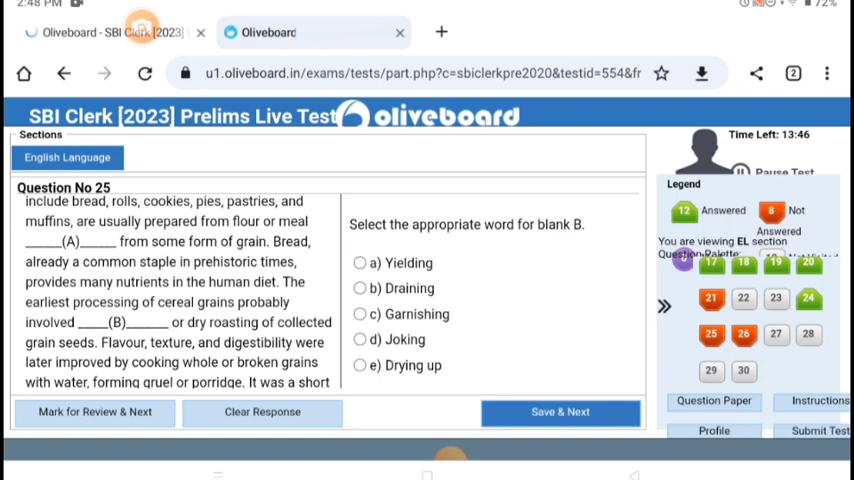 2:48 PM
72%
Oliveboard - SBI Clerk [2023]
Oliveboard
u1.oliveboard.in/exams/tests/part.php?c=sbiclerkpre2020&testid=554&fr
2
SBI Clerk [2023] Prelims Live Test oliveboard
Sections
English Language
Time Left: 13:46
Pause Test
Question No 25
include bread, rolls, cookies, pies, pastries, and
muffins, are usually prepared from flour or meal
_____(A)_____ from some form of grain. Bread,
already a common staple in prehistoric times,
provides many nutrients in the human diet. The
earliest processing of cereal grains probably
involved _____(B)______ or dry roasting of collected
grain seeds. Flavour, texture, and digestibility were
later improved by cooking whole or broken grains
with water, forming gruel or porridge. It was a short
Select the appropriate word for blank B.
a) Yielding
b) Draining
c) Garnishing
d) Joking
e) Drying up
Legend
12 Answered
8 Not
Answered
You are viewing EL section
Question Palette:
17 18 19 20
21 22 23 24
25 26 27 28
29 30
Mark for Review & Next
Clear Response
Save & Next
Question Paper
Instructions
Profile
Submit Test